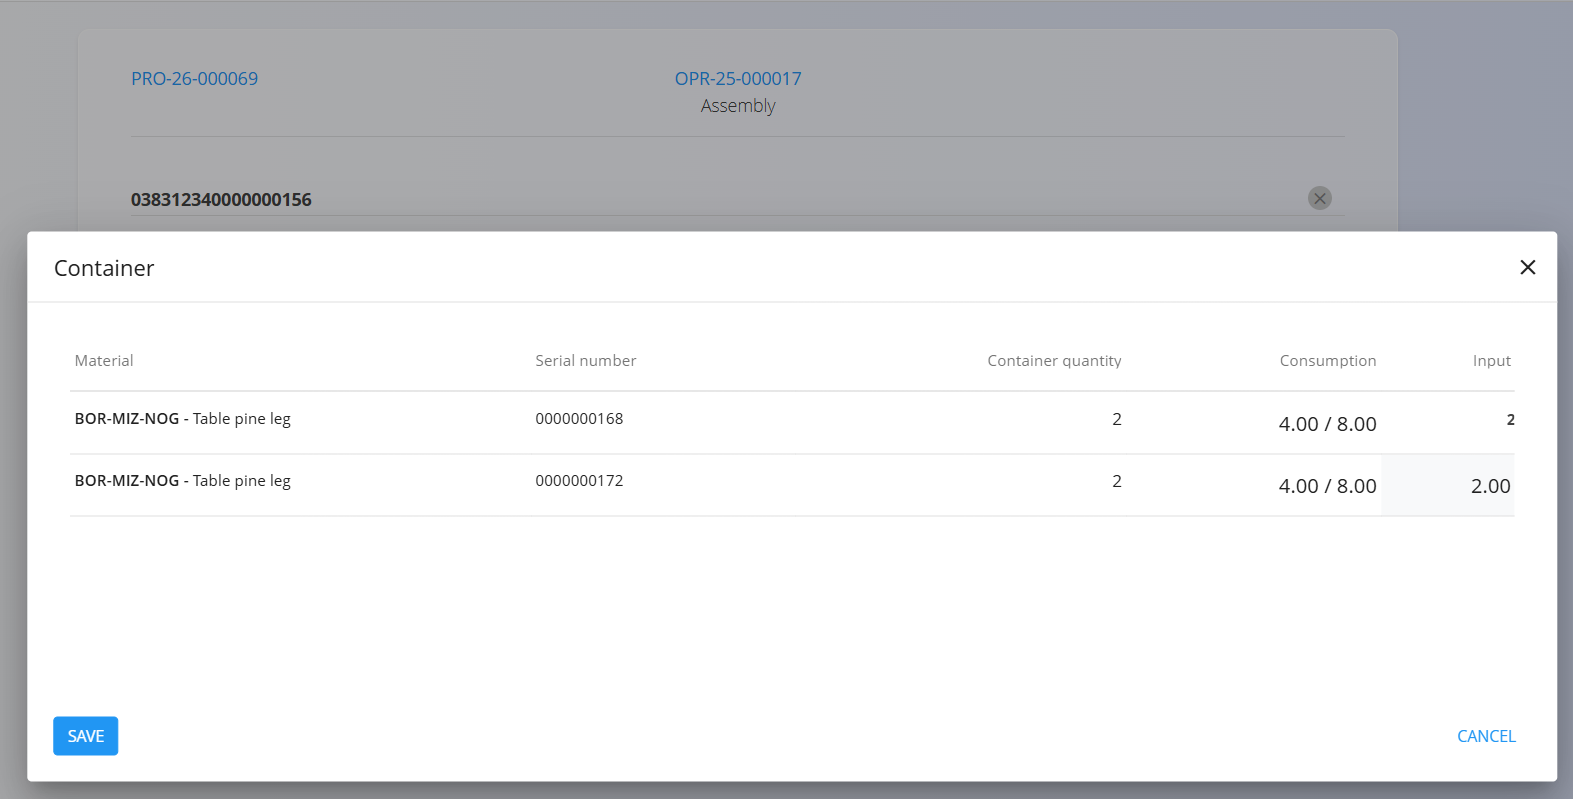 PRO-26-000069
OPR-25-000017
Assembly
038312340000000156
Container
Material Serial number Container quantity Consumption Input
BOR-MIZ-NOG - Table pine leg 0000000168 2 4.00 / 8.00 2
BOR-MIZ-NOG - Table pine leg 0000000172 2 4.00 / 8.00 2.00
SAVE CANCEL